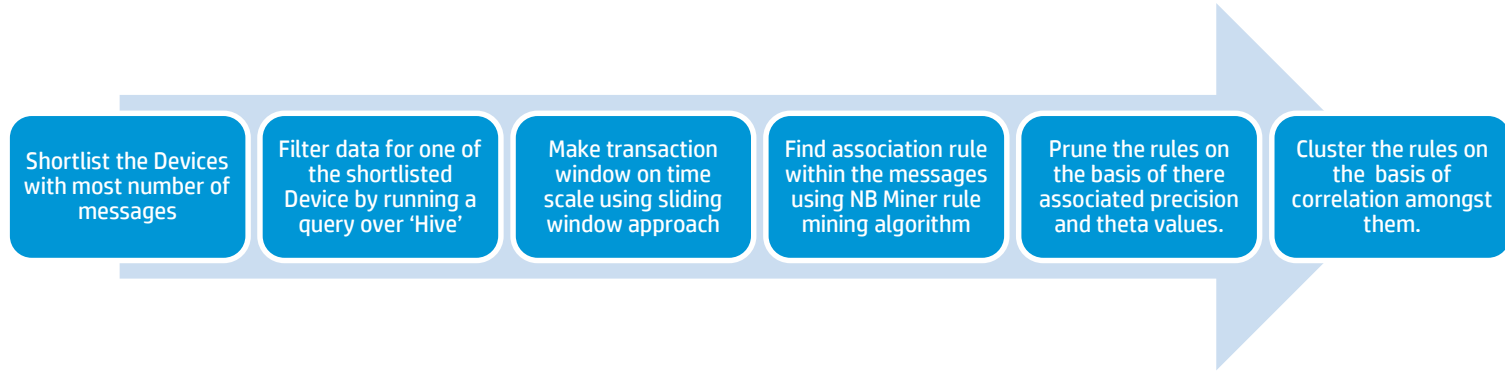 Shortlist the Devices
with most number of
messages
Filter data for one of
the shortlisted
Device by running a
query over ‘Hive’
Make transaction
window on time
scale using sliding
window approach
Find association rule
within the messages
using NB Miner rule
mining algorithm
Prune the rules on
the basis of there
associated precision
and theta values.
Cluster the rules on
the basis of
correlation amongst
them.